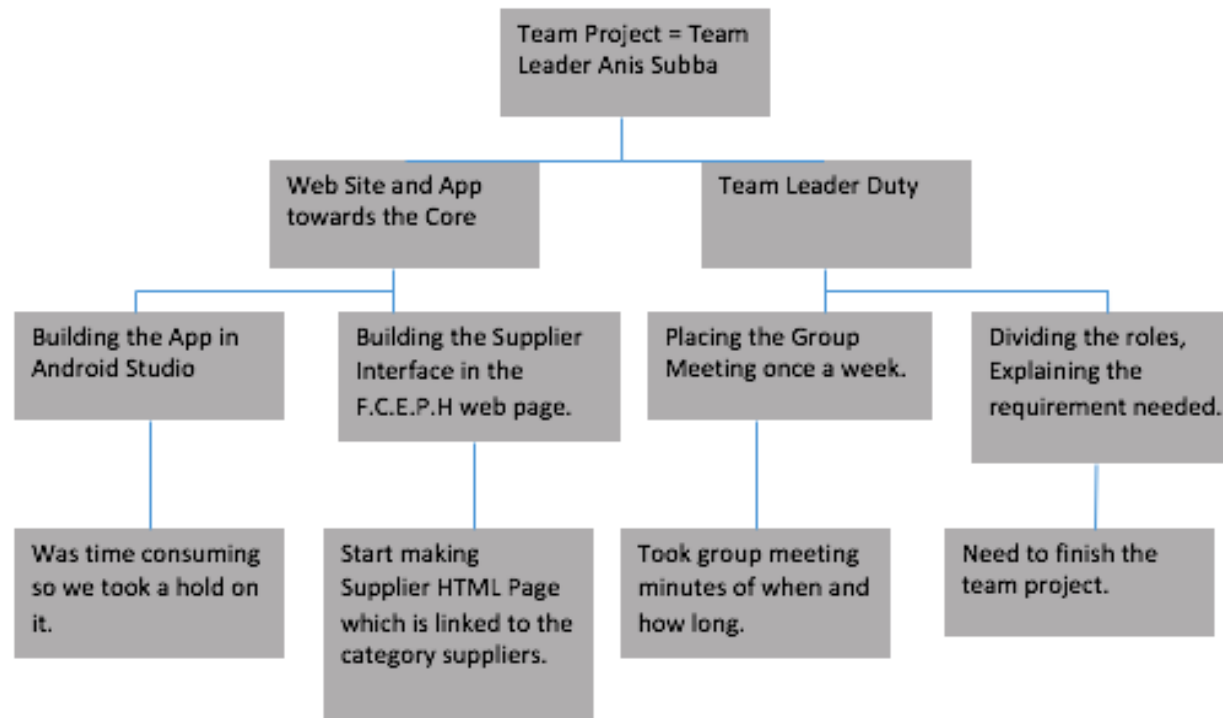 Team Project = Team
Leader Anis Subba
Web Site and App
towards the Core
Team Leader Duty
Building the App in
Android Studio
Building the Supplier
Interface in the
F.C.E.P.H web page.
Placing the Group
Meeting once a week.
Dividing the roles,
Explaining the
requirement needed.
Was time consuming
so we took a hold on
it.
Start making
Supplier HTML Page
which is linked to the
category suppliers.
Took group meeting
minutes of when and
how long.
Need to finish the
team project.